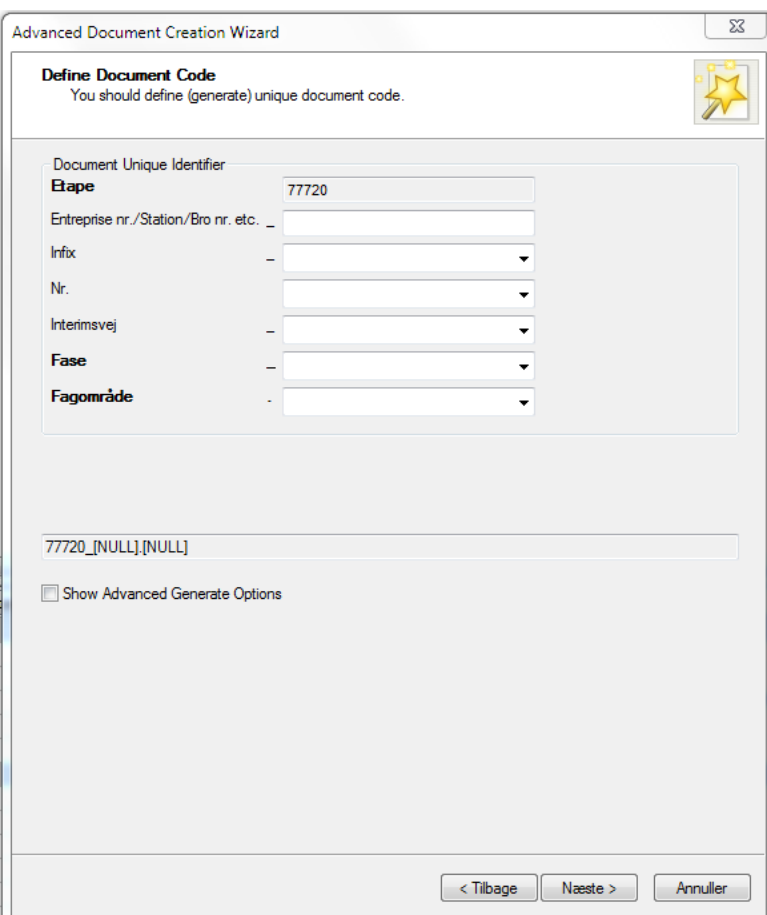 Advanced Document Creation Wizard
Define Document Code
You should define (generate) unique document code.
Document Unique Identifier
Etape 77720
Entreprise nr./Station/Bro nr. etc. _
Infix _
Nr.
Interimsvej _
Fase _
Fagområde -
77720_[NULL].[NULL]
Show Advanced Generate Options
< Tilbage Næste > Annuller